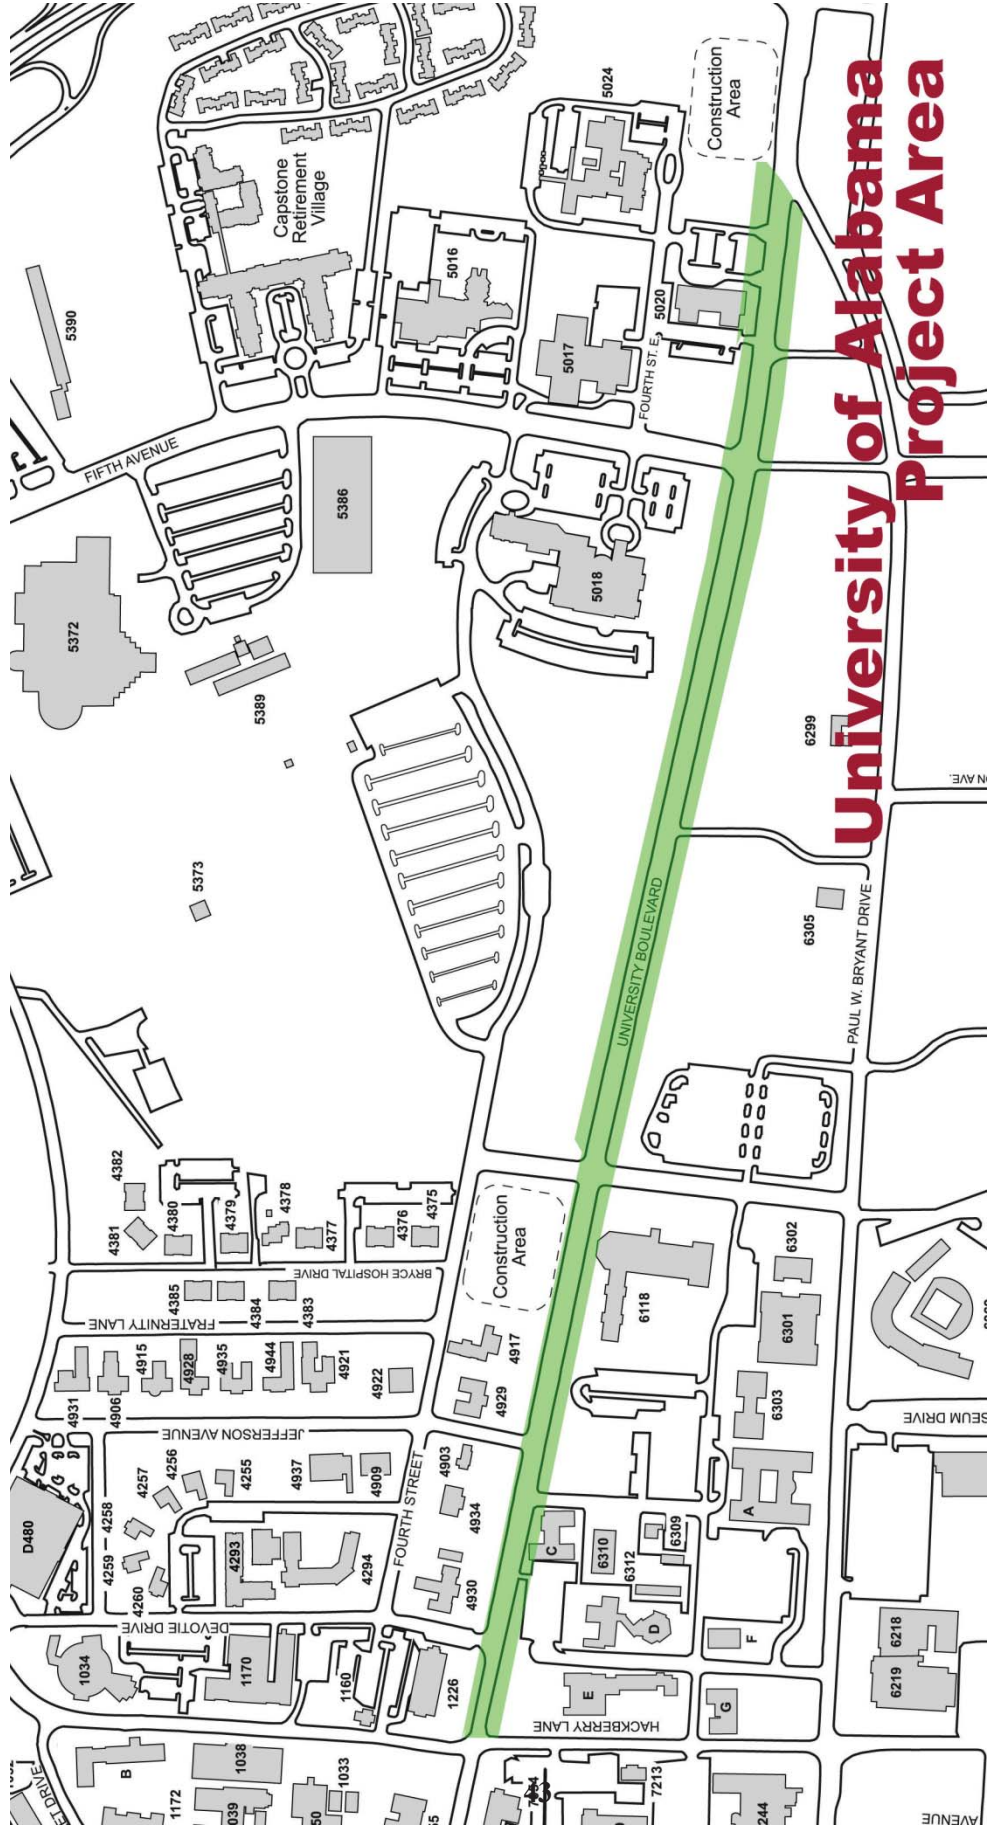 University of Alabama
Project Area
Construction
Area
5024
Capstone
Retirement
Village
5016
5390
5020
5017
FOURTH ST. E.
FIFTH AVENUE
5386
5018
5372
5389
6299
5373
UNIVERSITY BOULEVARD
6305
PAUL W. BRYANT DRIVE
4382
4381
4380
4379
4378
4377
4376
4375
BRYCE HOSPITAL DRIVE
Construction
Area
6302
6301
6118
4385
4384
4383
FRATERNITY LANE
4931
4906
4915
4928
4935
4944
4921
4922
4917
4929
6303
JEFFERSON AVENUE
4257
4256
4255
4937
4909
FOURTH STREET
4903
4934
4930
D480
4258
4259
4260
4293
4294
C
6310
6312
6309
A
D
F
DEVOTIE DRIVE
1034
1170
1160
1226
E
HACKBERRY LANE
G
6218
6219
B
1038
1033
1172
7213
AVENUE